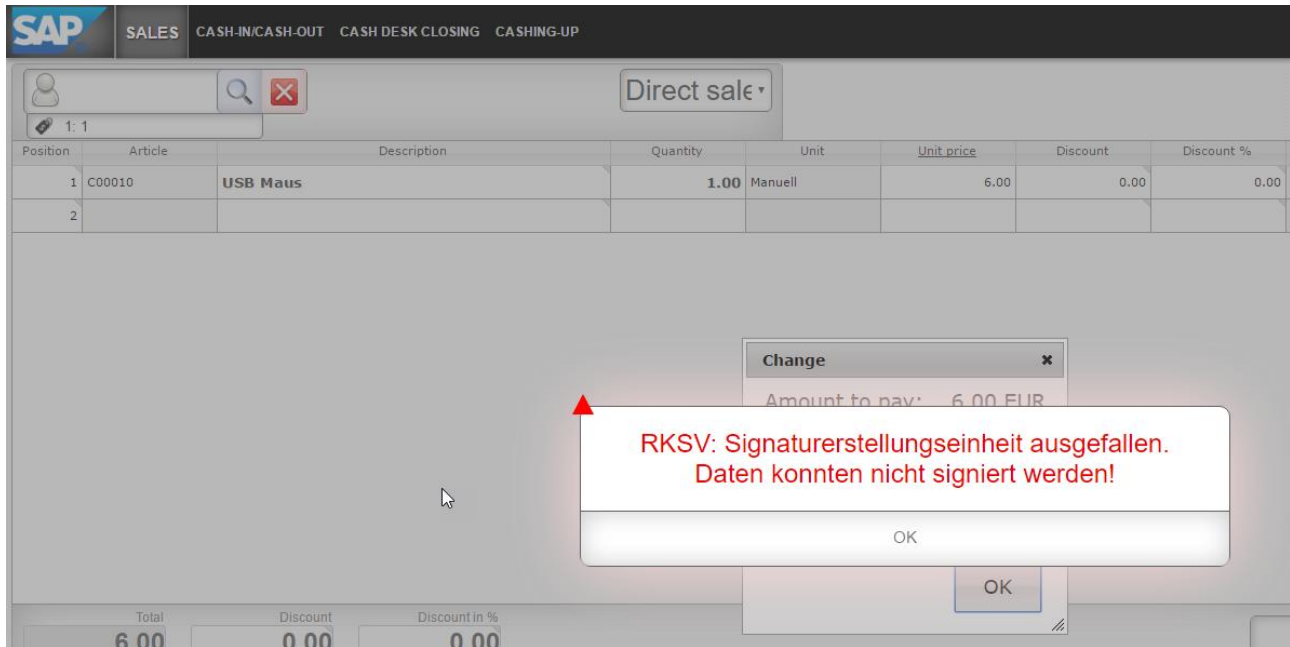 SAP SALES CASH-IN/CASH-OUT CASH DESK CLOSING CASHING-UP
Direct sale
1: 1
Position Article Description Quantity Unit Unit price Discount Discount %
1 C00010 USB Maus 1.00 Manuell 6.00 0.00 0.00
2
Change
Amount to pay: 6.00 EUR
RKSV: Signaturerstellungseinheit ausgefallen.
Daten konnten nicht signiert werden!
OK
OK
Total Discount Discount in %
6.00 0.00 0.00